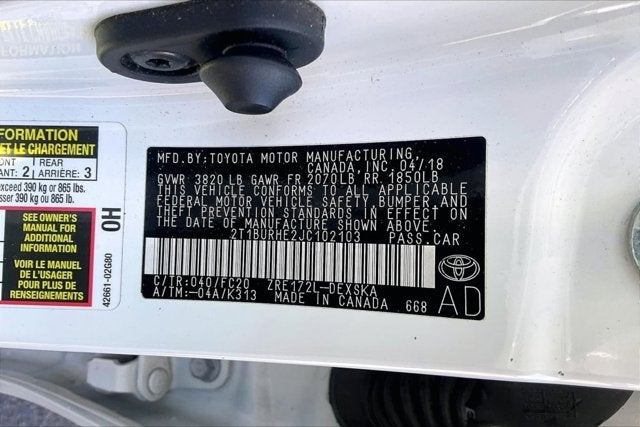 FORMATION
ET LE CHARGEMENT
ONT
ANT: 2
REAR
ARRIÈRE: 3
exceed 390 kg or 865 lbs.
sser 390 kg ou 865 lb.
SEE OWNER'S
MANUAL FOR
ADDITIONAL
INFORMATION
VOIR LE MANUEL
DE L'USAGER
POUR PLUS DE
RENSEIGNEMENTS
OH
42661-02G80
MFD.BY:TOYOTA MOTOR MANUFACTURING,
CANADA, INC. 04/18
GVWR 3820 LB GAWR FR 2070LB RR 1850LB
THIS VEHICLE CONFORMS TO ALL APPLICABLE
FEDERAL MOTOR VEHICLE SAFETY, BUMPER, AND
THEFT PREVENTION STANDARDS IN EFFECT ON
THE DATE OF MANUFACTURE SHOWN ABOVE.
2T1BURHE2JC102103 PASS.CAR
C/TR:040/FC20 ZRE172L-DEXSKA
A/TM:-04A/K313 MADE IN CANADA 668
AD